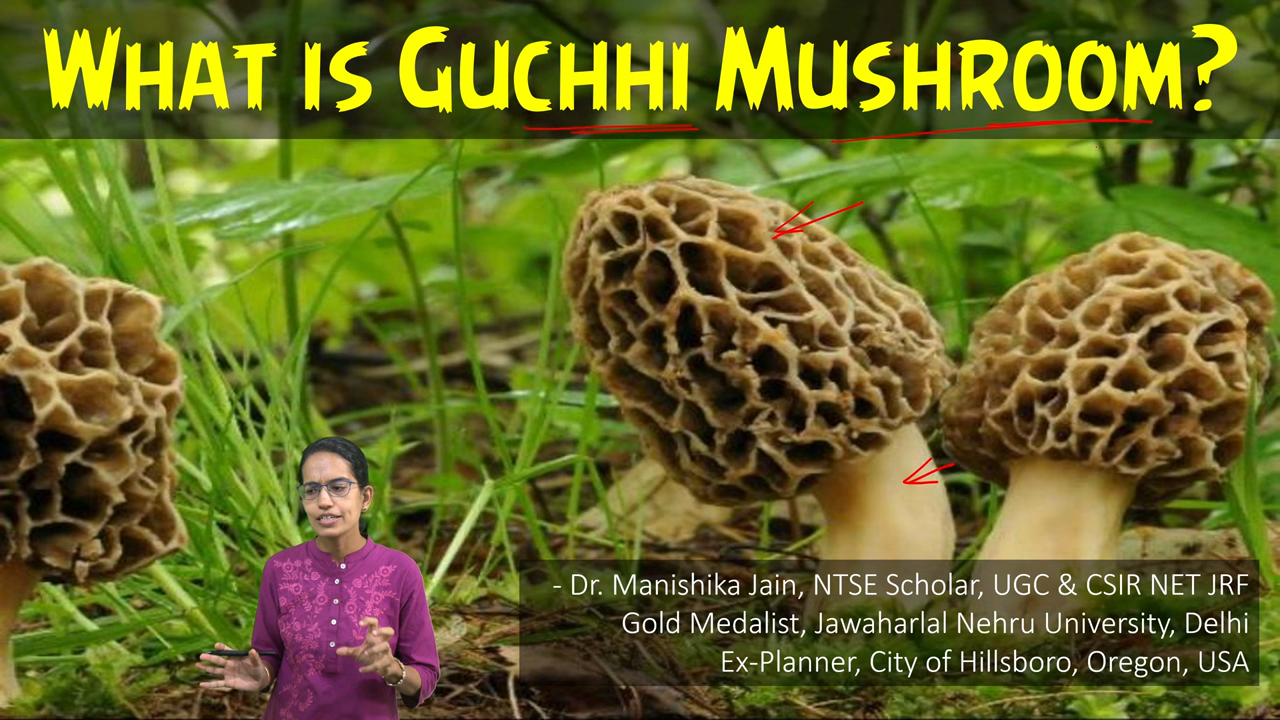 What is Guchhi Mushroom?
- Dr. Manishika Jain, NTSE Scholar, UGC & CSIR NET JRF
Gold Medalist, Jawaharlal Nehru University, Delhi
Ex-Planner, City of Hillsboro, Oregon, USA